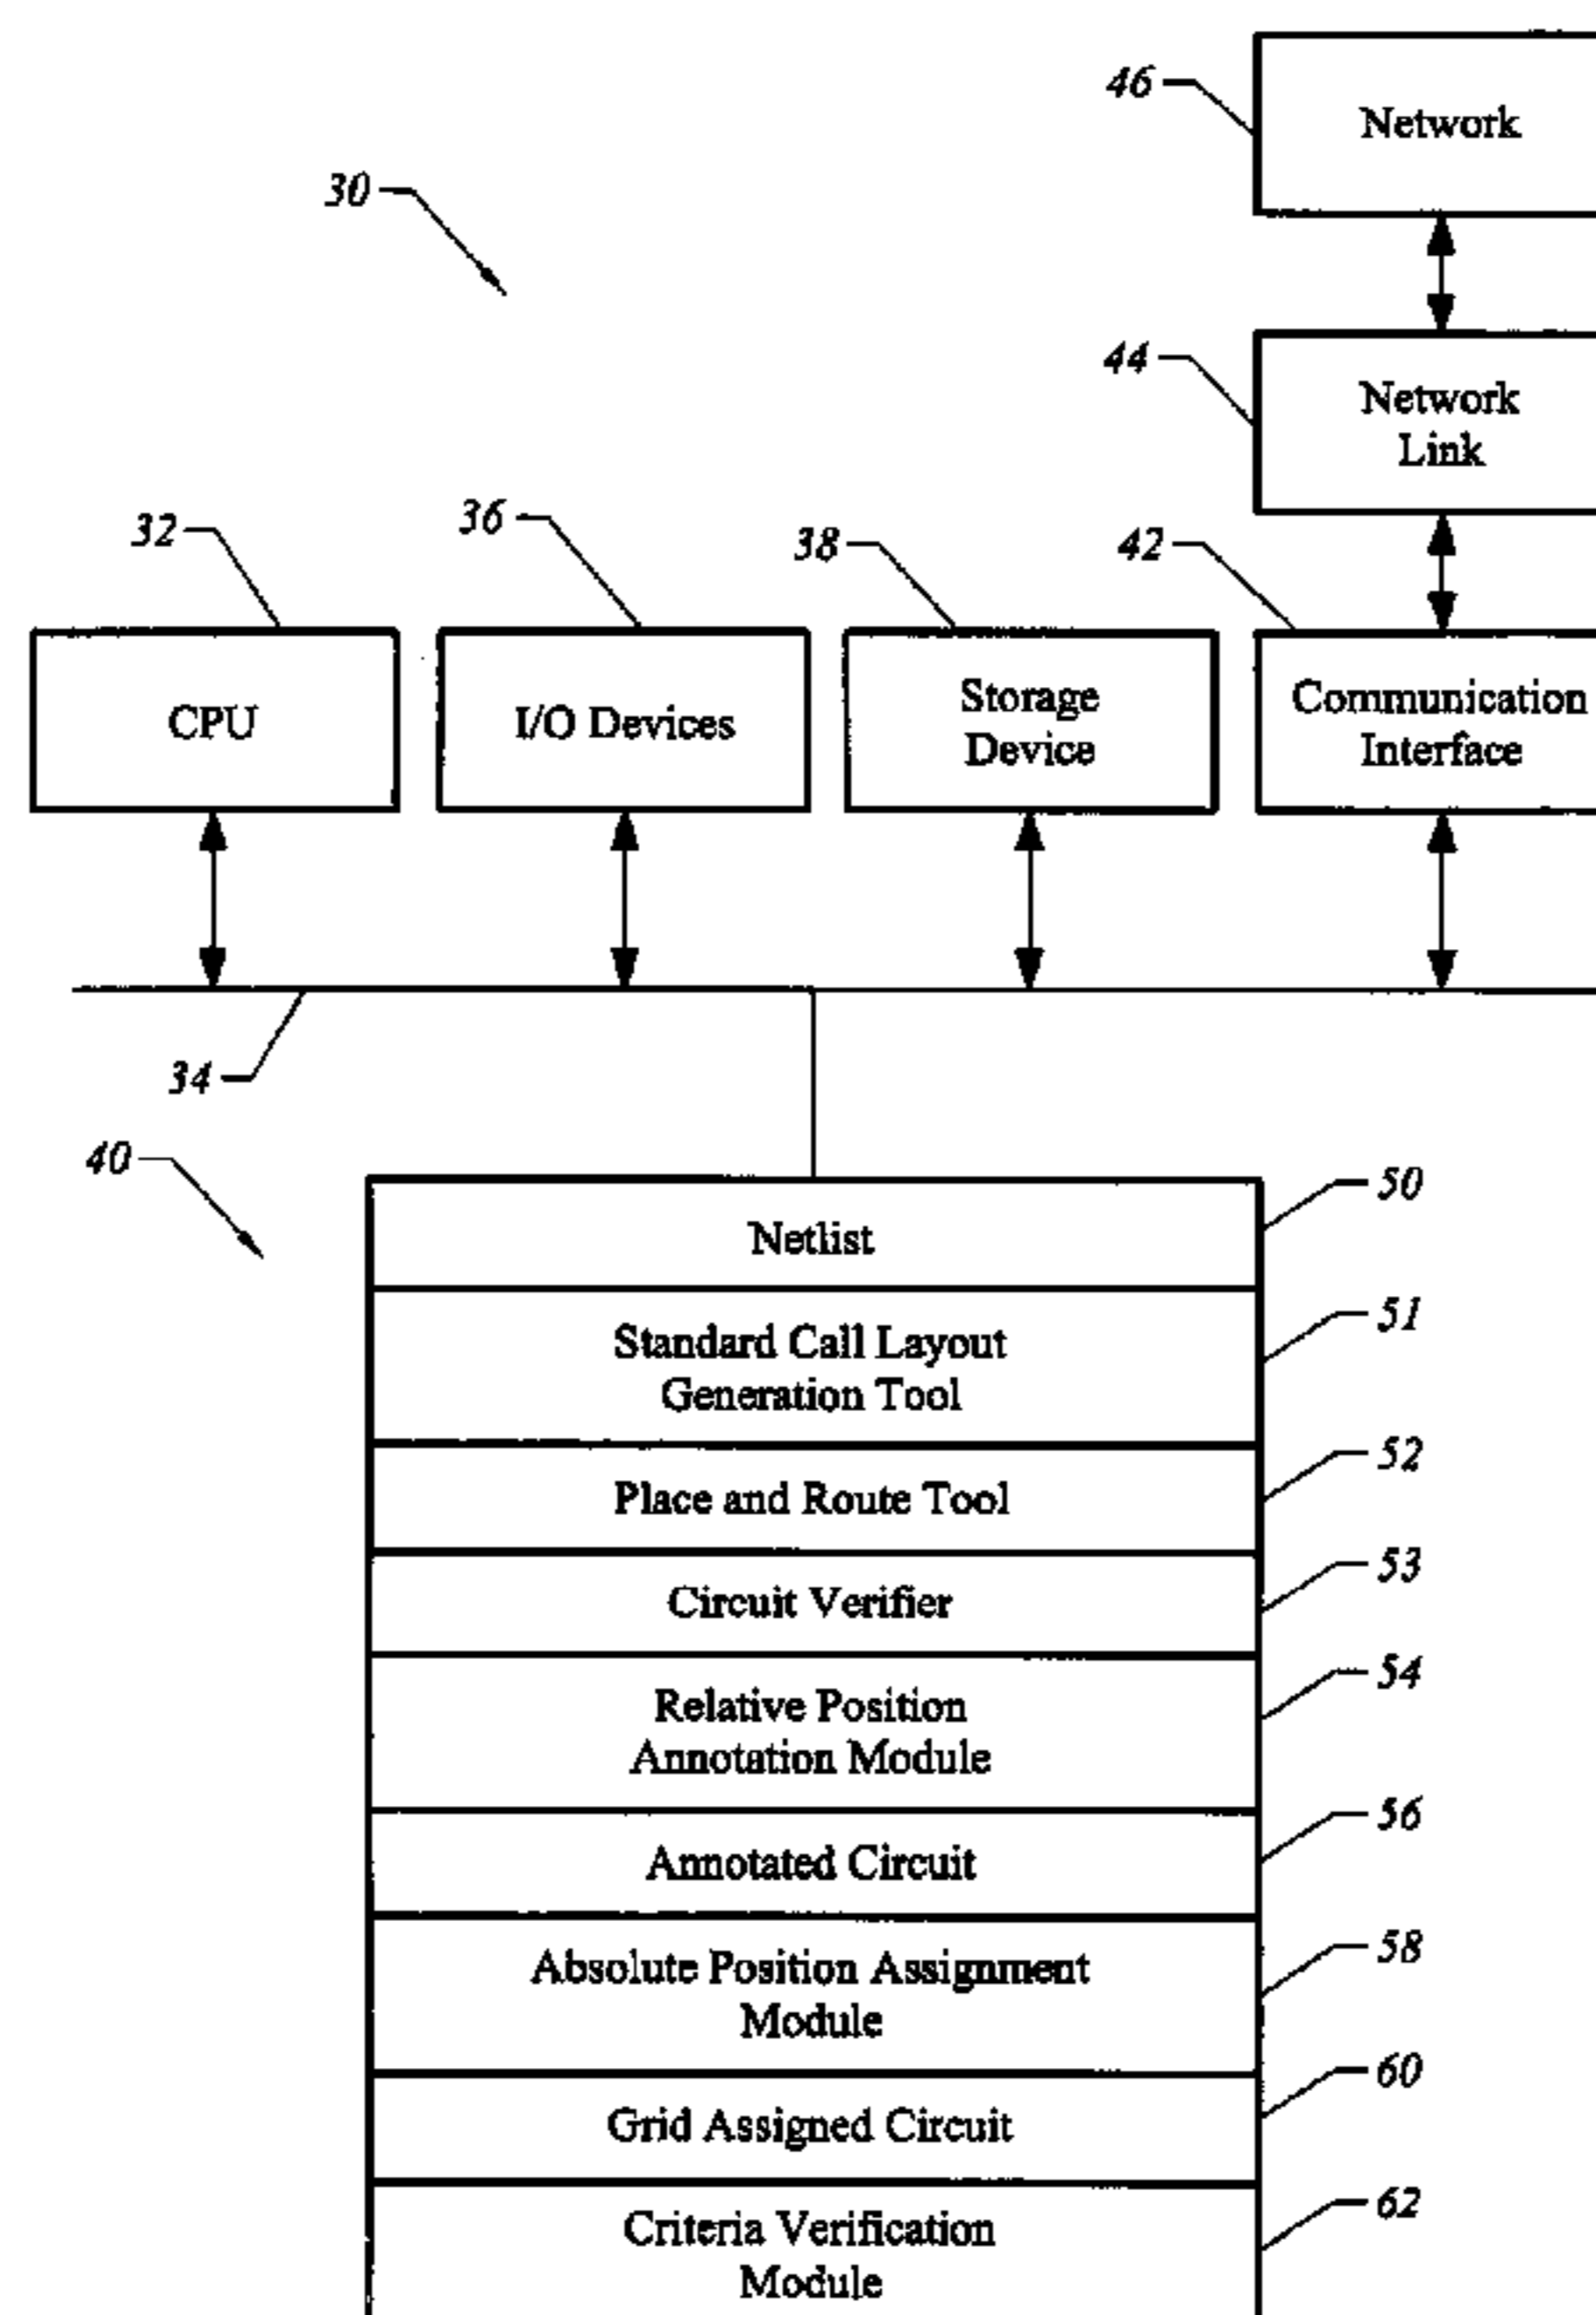 46
Network
30
44
Network
Link
32
36
38
42
CPU
I/O Devices
Storage
Device
Communication
Interface
34
40
50
Netlist
51
Standard Call Layout
Generation Tool
52
Place and Route Tool
53
Circuit Verifier
54
Relative Position
Annotation Module
56
Annotated Circuit
58
Absolute Position Assignment
Module
60
Grid Assigned Circuit
62
Criteria Verification
Module